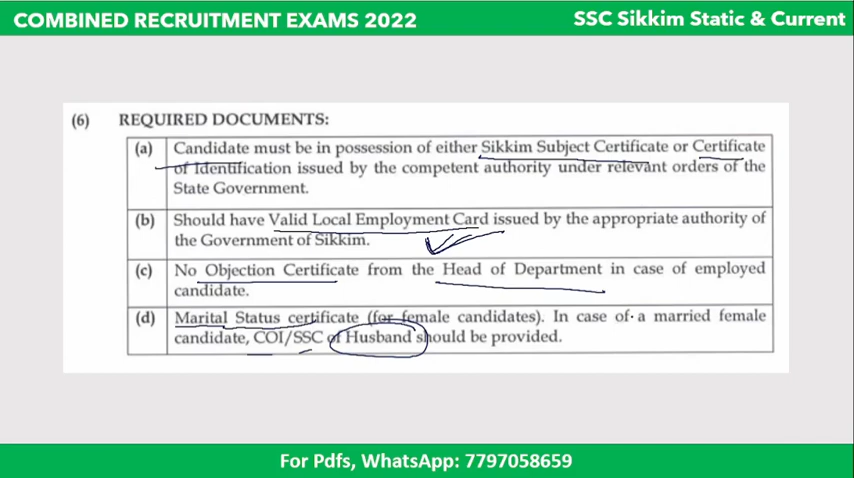 COMBINED RECRUITMENT EXAMS 2022
SSC Sikkim Static & Current
(6) REQUIRED DOCUMENTS:
(a) Candidate must be in possession of either Sikkim Subject Certificate or Certificate
of Identification issued by the competent authority under relevant orders of the
State Government.
(b) Should have Valid Local Employment Card issued by the appropriate authority of
the Government of Sikkim.
(c) No Objection Certificate from the Head of Department in case of employed
candidate.
(d) Marital Status certificate (for female candidates). In case of a married female
candidate, COI/SSC of Husband should be provided.
For Pdfs, WhatsApp: 7797058659